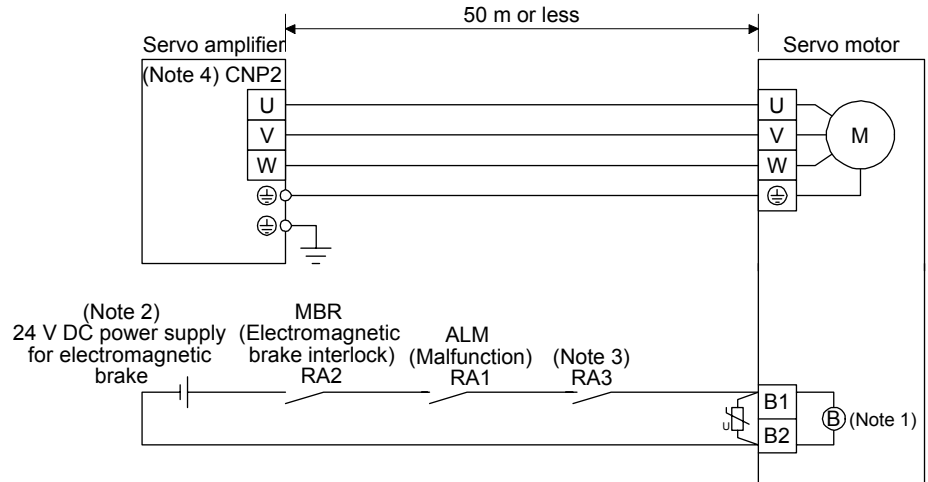 50 m or less
Servo amplifier
Servo motor
(Note 4) CNP2
U
U
V
V
M
W
W
(Note 2)
24 V DC power supply
for electromagnetic
brake
MBR
(Electromagnetic
brake interlock)
RA2
ALM
(Malfunction)
RA1
(Note 3)
RA3
U
B1
B2
B (Note 1)